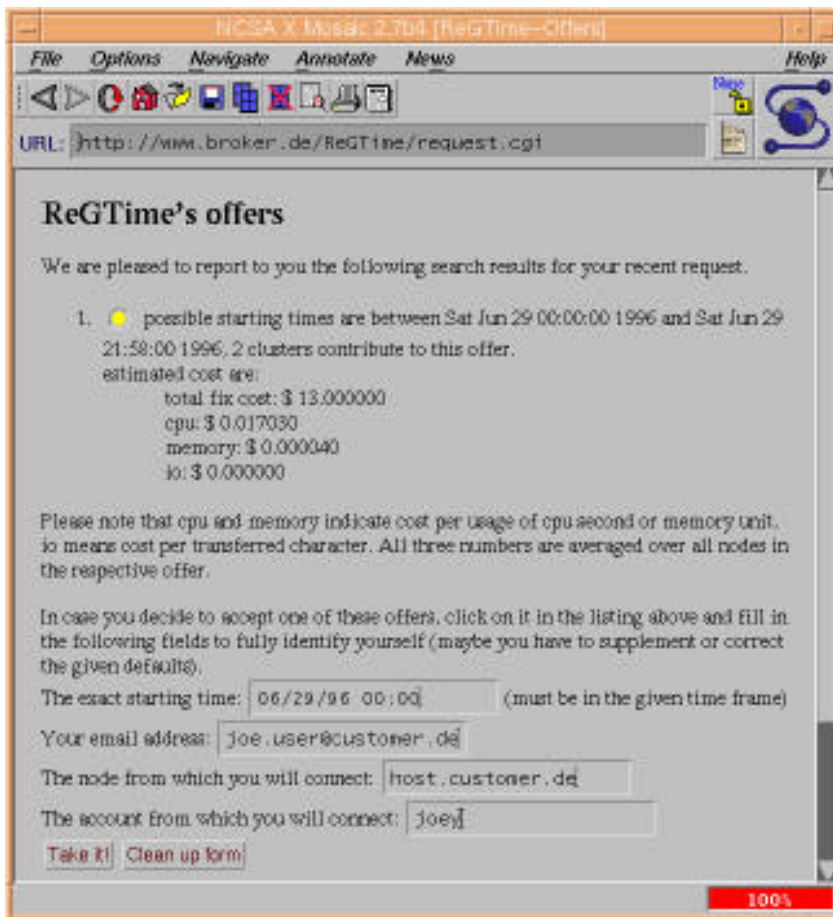 NCSA X Mosaic 2.7b4 [ReGTime-Offers]
File Options Navigate Annotate News Help
New
URL: http://www.broker.de/ReGTime/request.cgi
ReGTime's offers
We are pleased to report to you the following search results for your recent request.
1. possible starting times are between Sat Jun 29 00:00:00 1996 and Sat Jun 29
21:58:00 1996, 2 clusters contribute to this offer.
estimated cost are:
total fix cost: $ 13.000000
cpu: $ 0.017030
memory: $ 0.000040
io: $ 0.000000
Please note that cpu and memory indicate cost per usage of cpu second or memory unit.
io means cost per transferred character. All three numbers are averaged over all nodes in
the respective offer.
In case you decide to accept one of these offers, click on it in the listing above and fill in
the following fields to fully identify yourself (maybe you have to supplement or correct
the given defaults).
The exact starting time: 06/29/96 00:00 (must be in the given time frame)
Your email address: joe.user@customer.de
The node from which you will connect: host.customer.de
The account from which you will connect: joey
Take it! Clean up form
100%